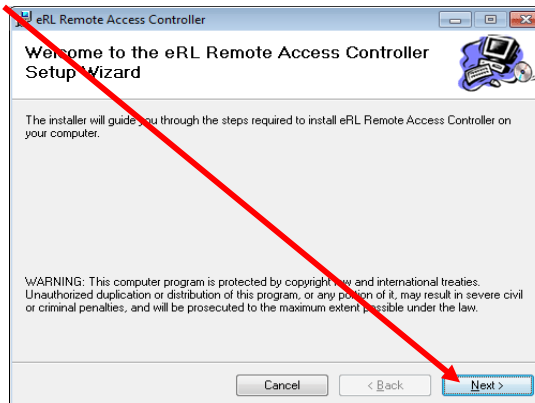 eRL Remote Access Controller
Welcome to the eRL Remote Access Controller
Setup Wizard
The installer will guide you through the steps required to install eRL Remote Access Controller on
your computer.
WARNING: This computer program is protected by copyright law and international treaties.
Unauthorized duplication or distribution of this program, or any portion of it, may result in severe civil
or criminal penalties, and will be prosecuted to the maximum extent possible under the law.
Cancel < Back Next >